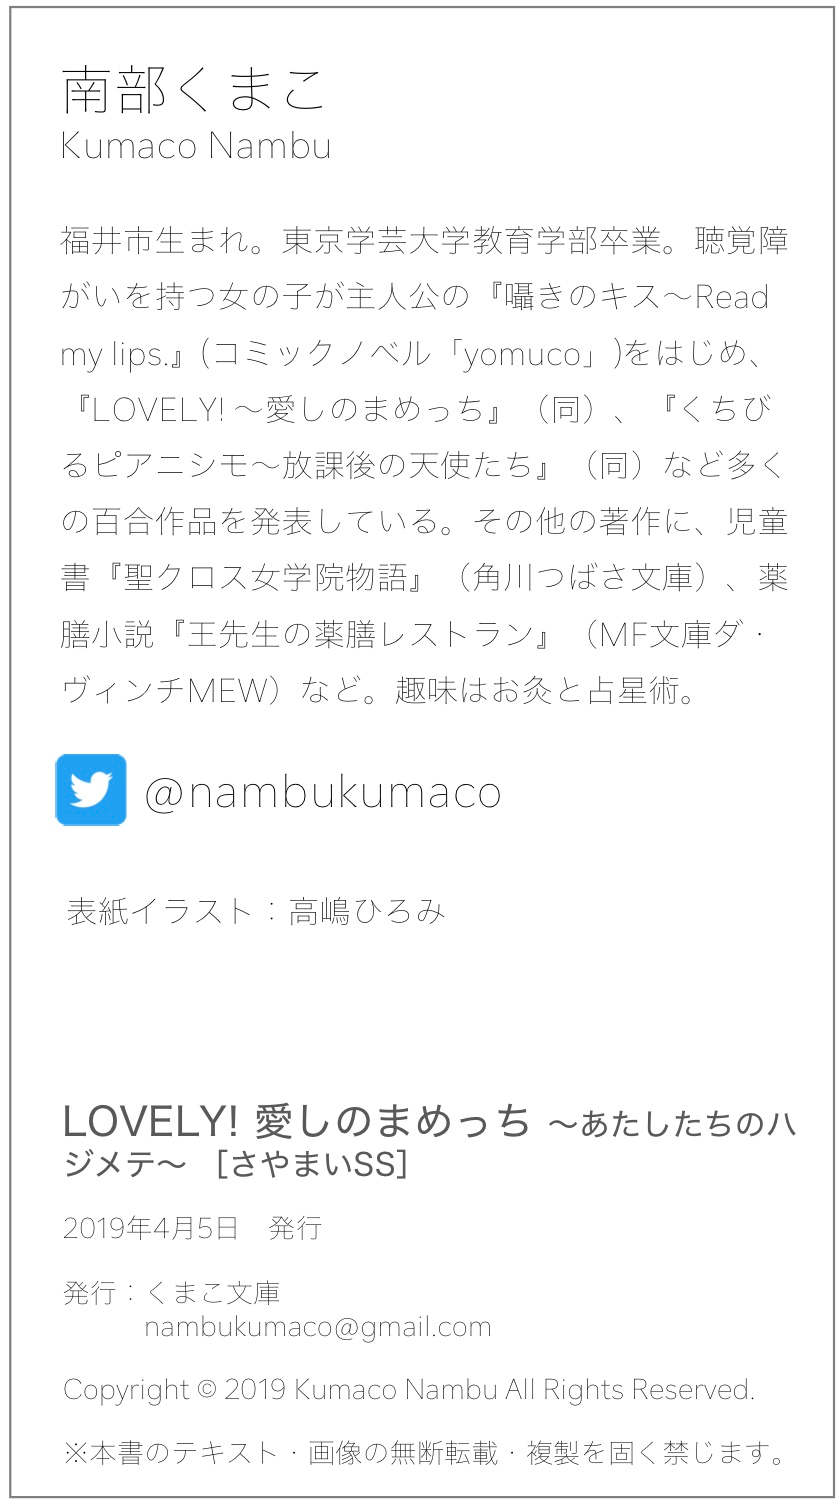 南部くまこ
Kumaco Nambu
福井市生まれ。東京学芸大学教育学部卒業。聴覚障
がいを持つ女の子が主人公の『囁きのキス～Read
my lips.』(コミックノベル「yomuco」)をはじめ、
『LOVELY! ～愛しのまめっち』（同）、『くちび
るピアニシモ～放課後の天使たち』（同）など多く
の百合作品を発表している。その他の著作に、児童
書『聖クロス女学院物語』（角川つばさ文庫）、薬
膳小説『王先生の薬膳レストラン』（MF文庫ダ・
ヴィンチMEW）など。趣味はお灸と占星術。
@nambukumaco
表紙イラスト：高嶋ひろみ
LOVELY! 愛しのまめっち ～あたしたちのハ
ジメテ～ ［さやまいSS］
2019年4月5日　発行
発行：くまこ文庫
nambukumaco@gmail.com
Copyright © 2019 Kumaco Nambu All Rights Reserved.
※本書のテキスト・画像の無断転載・複製を固く禁じます。